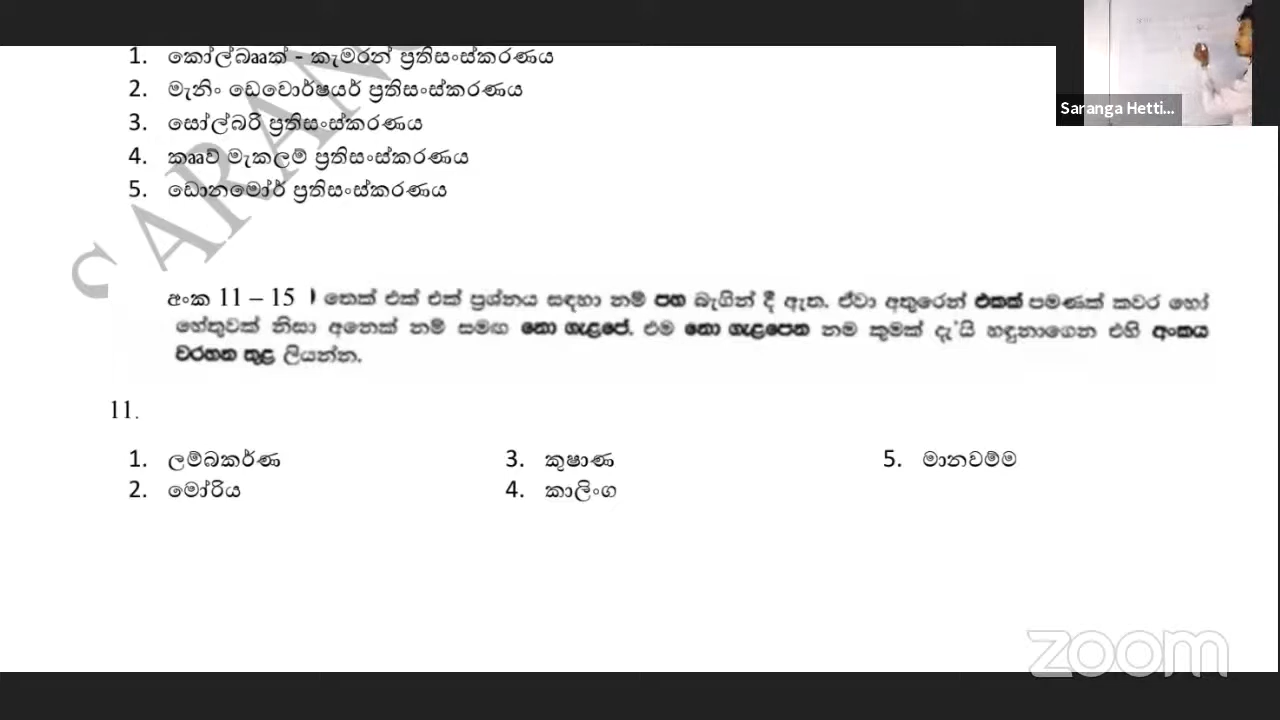 Saranga Hetti...
1. කෝල්බෲක් - කැමරන් ප්‍රතිසංස්කරණය
2. මැනිං ඩෙවොර්ෂයර් ප්‍රතිසංස්කරණය
3. සෝල්බරි ප්‍රතිසංස්කරණය
4. කෲව් මැකලම් ප්‍රතිසංස්කරණය
5. ඩොනමෝර් ප්‍රතිසංස්කරණය
SARAN
අංක 11 – 15 තෙක් එක් එක් ප්‍රශ්නය සඳහා නම් පහ බැගින් දී ඇත. ඒවා අතුරෙන් එකක් පමණක් කවර හෝ
හේතුවක් නිසා අනෙක් නම් සමඟ නො ගැළපේ. එම නො ගැළපෙන නම කුමක් දැ'යි හඳුනාගෙන එහි අංකය
වරහන තුළ ලියන්න.
11.
1. ලම්බකර්ණ 3. කුෂාණ 5. මානවම්ම
2. මෝරිය 4. කාලිංග
zoom